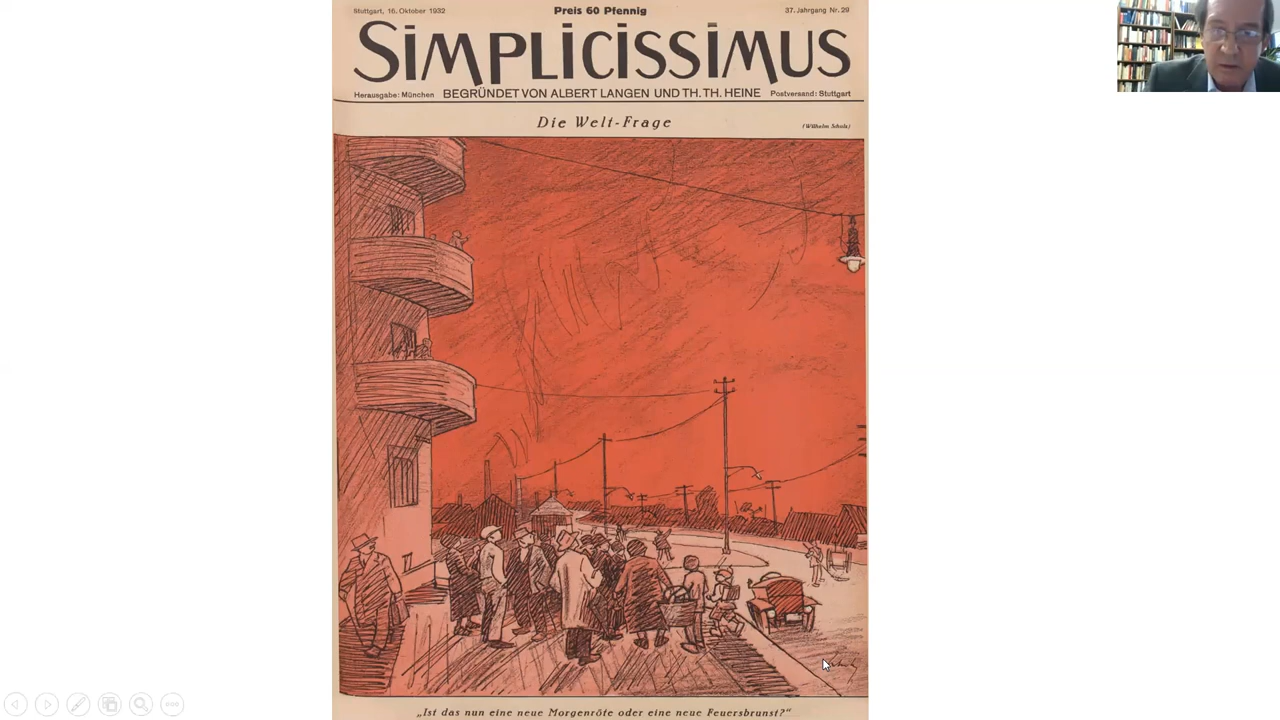 Stuttgart, 16. Oktober 1932
Preis 60 Pfennig
37. Jahrgang Nr. 29
SIMPLICISSIMUS
Herausgabe: München
BEGRÜNDET VON ALBERT LANGEN UND TH. TH. HEINE
Postversand: Stuttgart
Die Welt-Frage
(Wilhelm Schulz)
„Ist das nun eine neue Morgenröte oder eine neue Feuersbrunst?“